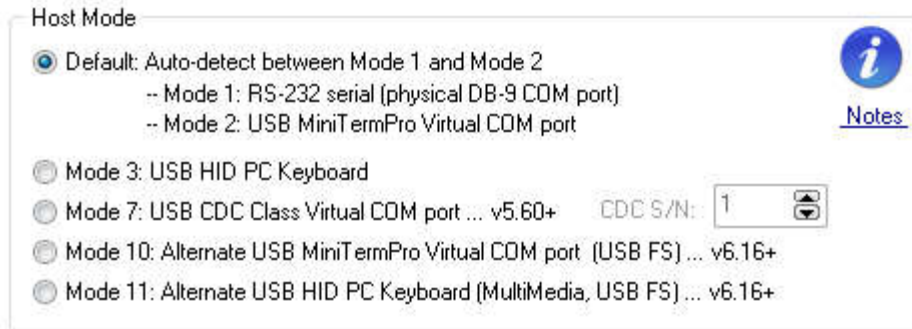 Host Mode
Default: Auto-detect between Mode 1 and Mode 2
-- Mode 1: RS-232 serial (physical DB-9 COM port)
-- Mode 2: USB MiniTermPro Virtual COM port
Notes
Mode 3: USB HID PC Keyboard
Mode 7: USB CDC Class Virtual COM port ... v5.60+ CDC S/N: 1
Mode 10: Alternate USB MiniTermPro Virtual COM port (USB FS) ... v6.16+
Mode 11: Alternate USB HID PC Keyboard (MultiMedia, USB FS) ... v6.16+